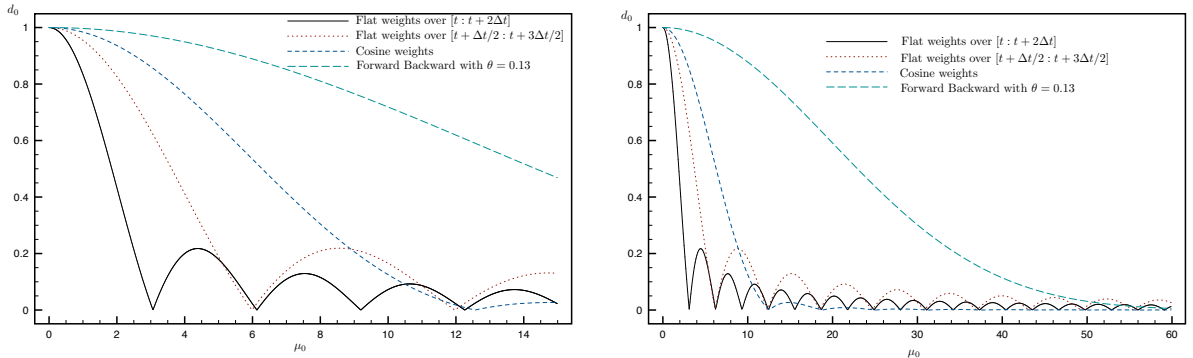 d₀
1
0.8
0.6
0.4
0.2
0
0 2 4 6 8 10 12 14
μ₀
Flat weights over [t : t + 2Δt]
Flat weights over [t + Δt/2 : t + 3Δt/2]
Cosine weights
Forward Backward with θ = 0.13
d₀
1
0.8
0.6
0.4
0.2
0
0 10 20 30 40 50 60
μ₀
Flat weights over [t : t + 2Δt]
Flat weights over [t + Δt/2 : t + 3Δt/2]
Cosine weights
Forward Backward with θ = 0.13